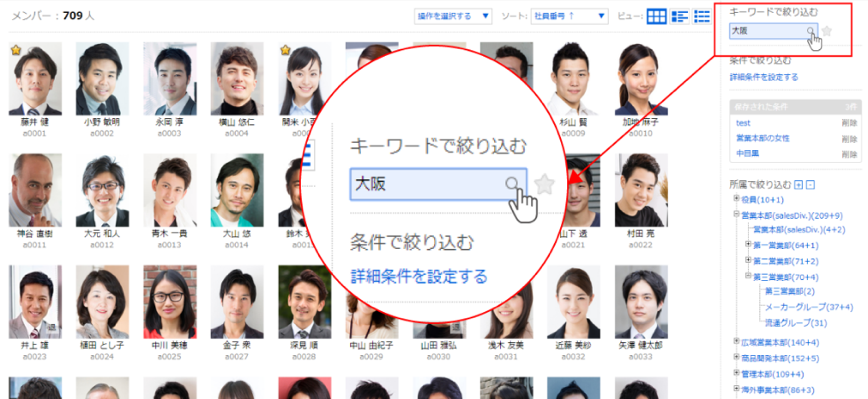 メンバー：709 人
操作を選択する ▼
ソート：
社員番号 ↑ ▼
ビュー：
藤井 健
a0001
小野 敏明
a0002
永岡 淳
a0003
横山 悠仁
a0004
a0005
杉山 賢
a0009
加地 麻子
a0010
神谷 直樹
a0011
大元 和人
a0012
青木 一貴
a0013
大山 悠
a0014
a0015
山下 透
a0021
村田 亮
a0022
井上 雄
a0023
植田 とし子
a0024
中川 美穂
a0025
金子 衆
a0027
深見 順
a0028
中山 由紀子
a0029
山田 雅弘
a0030
浅木 友美
a0031
近藤 美紗
a0032
矢澤 健太郎
a0033
キーワードで絞り込む
大阪
条件で絞り込む
詳細条件を設定する
キーワードで絞り込む
大阪
条件で絞り込む
詳細条件を設定する
保存された条件 3件
test 削除
営業本部の女性 削除
中目黒 削除
所属で絞り込む
役員(10+1)
営業本部(salesDiv.)(209+9)
営業本部(salesDiv.)(4+2)
第一営業部(64+1)
第二営業部(71+2)
第三営業部(70+4)
第三営業部(2)
メーカーグループ(37+4)
流通グループ(31)
広域営業本部(140+4)
商品開発本部(152+5)
管理本部(109+4)
海外事業本部(86+3)